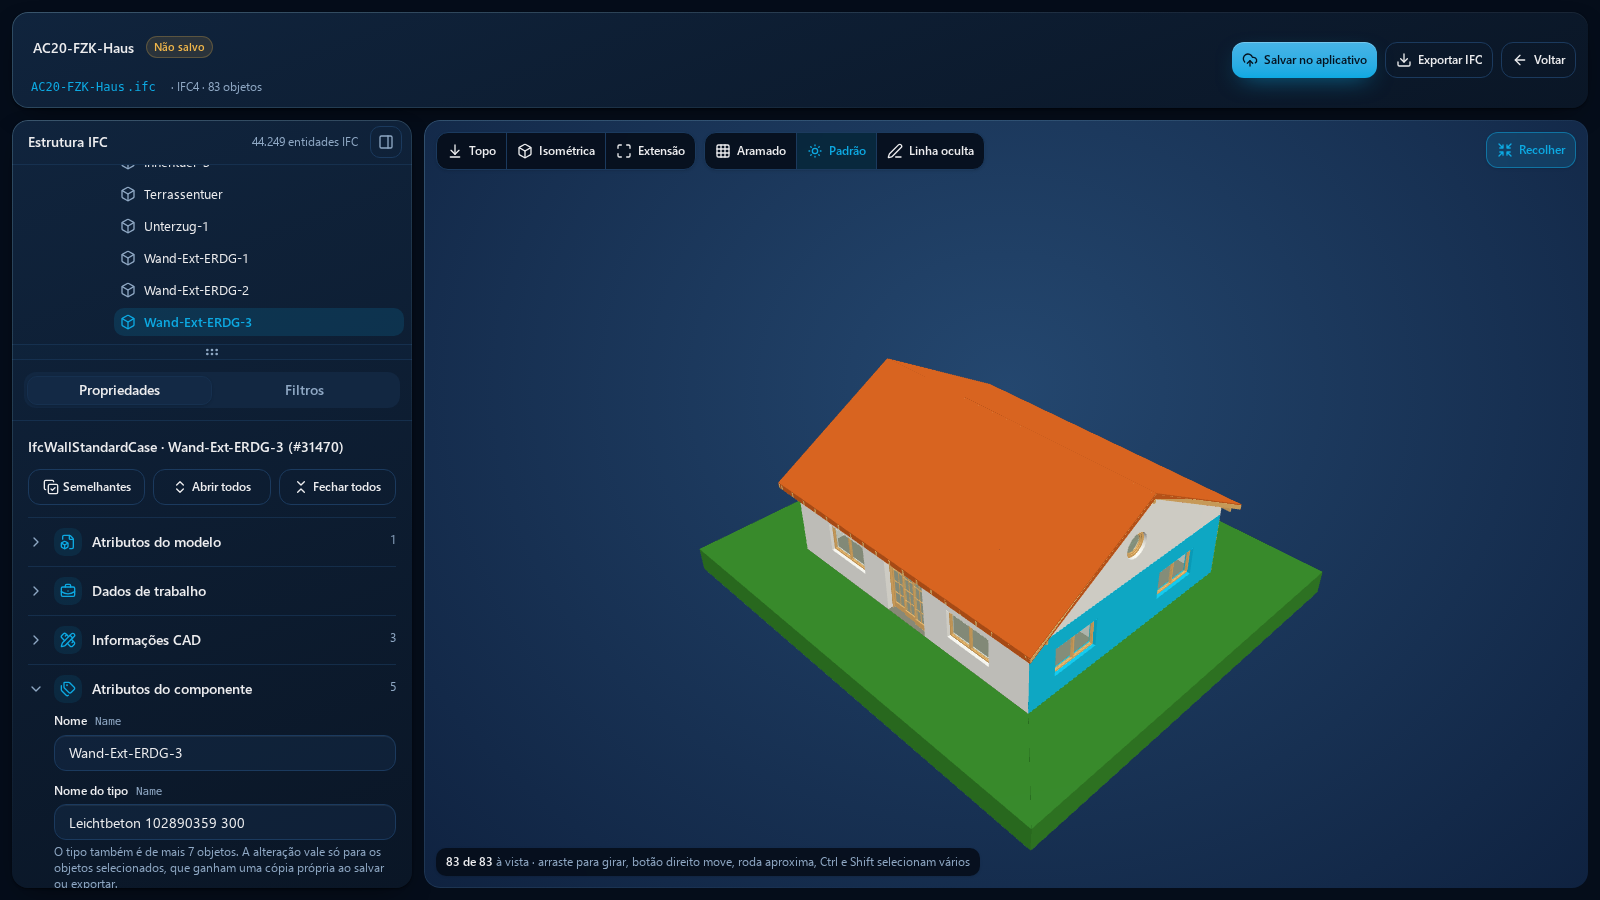 AC20-FZK-Haus
Não salvo
AC20-FZK-Haus.ifc · IFC4 · 83 objetos
Salvar no aplicativo
Exportar IFC
Voltar
Estrutura IFC
44.249 entidades IFC
Terrassentuer
Unterzug-1
Wand-Ext-ERDG-1
Wand-Ext-ERDG-2
Wand-Ext-ERDG-3
Propriedades
Filtros
IfcWallStandardCase · Wand-Ext-ERDG-3 (#31470)
Semelhantes
Abrir todos
Fechar todos
Atributos do modelo 1
Dados de trabalho
Informações CAD 3
Atributos do componente 5
Nome Name
Wand-Ext-ERDG-3
Nome do tipo Name
Leichtbeton 102890359 300
O tipo também é de mais 7 objetos. A alteração vale só para os
objetos selecionados, que ganham uma cópia própria ao salvar
ou exportar.
Topo
Isométrica
Extensão
Aramado
Padrão
Linha oculta
Recolher
83 de 83 à vista · arraste para girar, botão direito move, roda aproxima, Ctrl e Shift selecionam vários